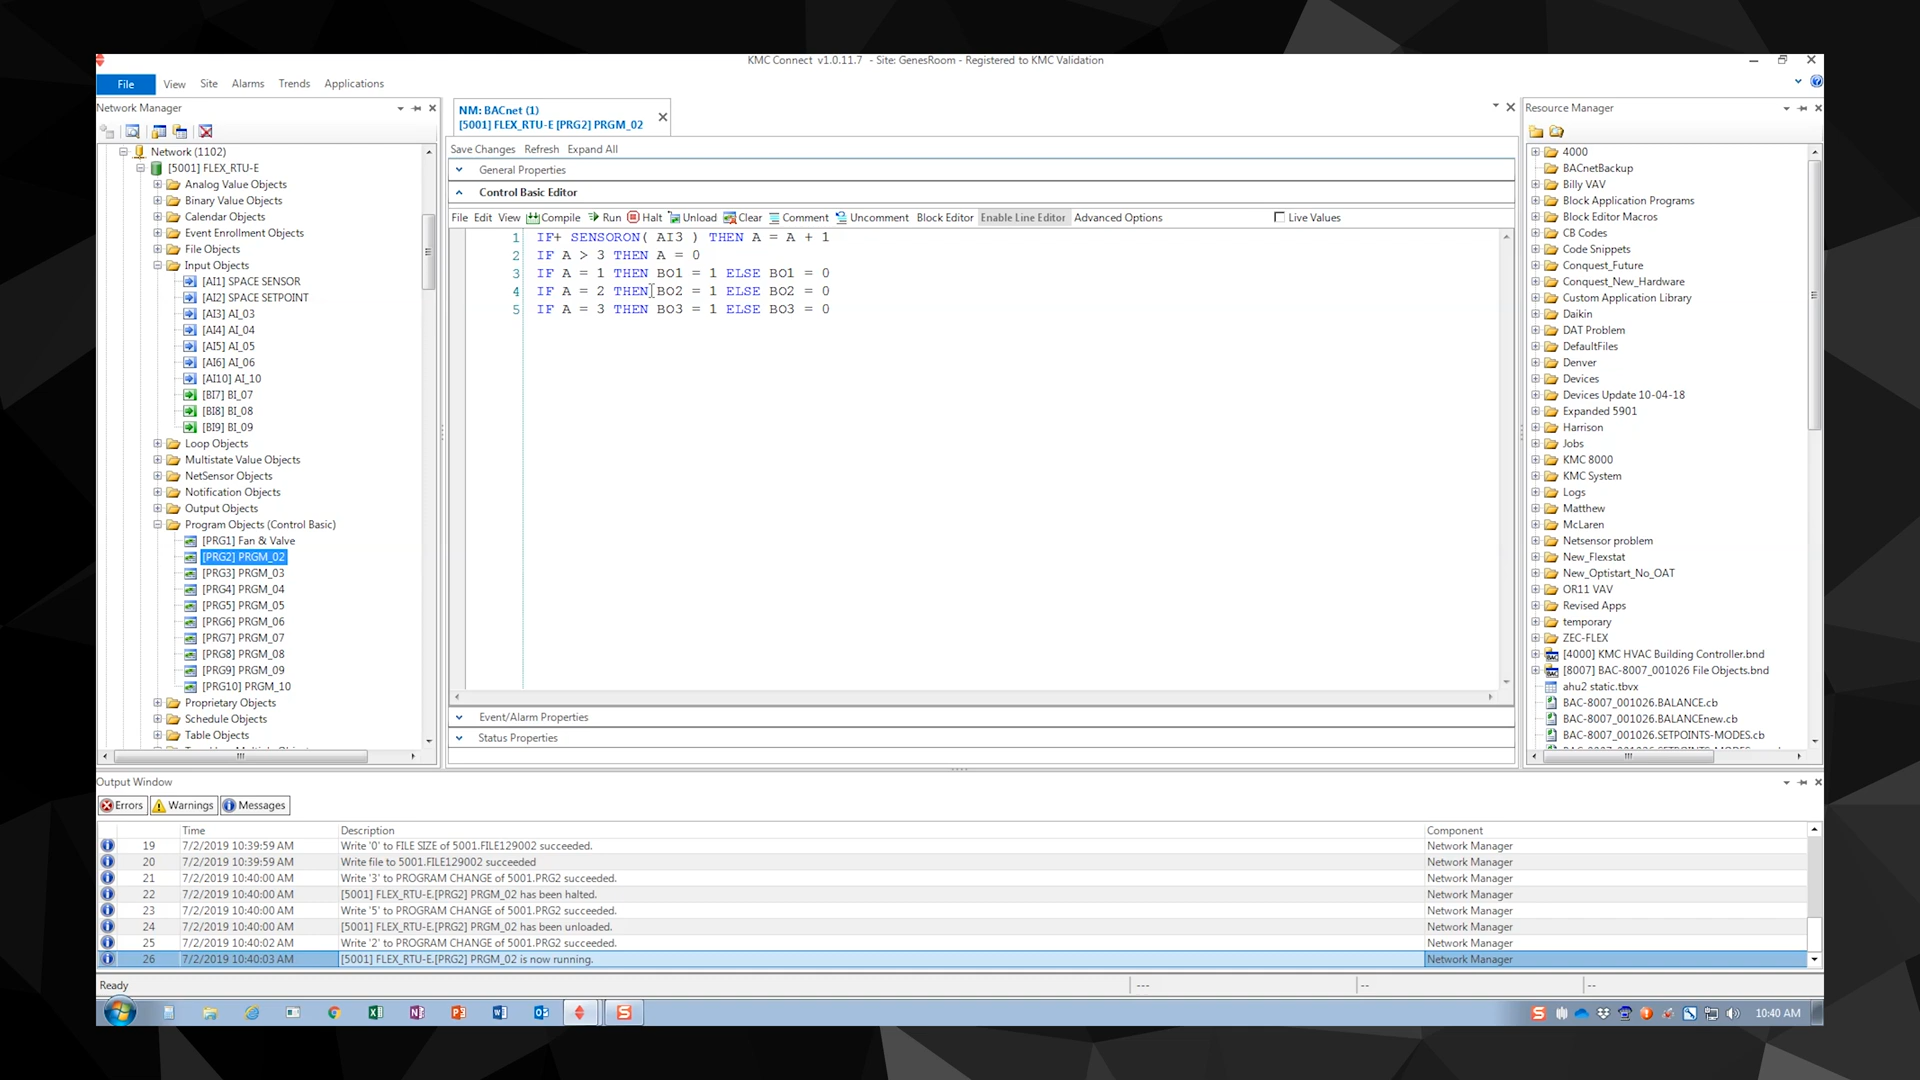 KMC Connect v1.0.11.7 - Site: GenesRoom - Registered to KMC Validation
File View Site Alarms Trends Applications
Network Manager
Network (1102)
[5001] FLEX_RTU-E
Analog Value Objects
Binary Value Objects
Calendar Objects
Event Enrollment Objects
File Objects
Input Objects
[AI1] SPACE SENSOR
[AI2] SPACE SETPOINT
[AI3] AI_03
[AI4] AI_04
[AI5] AI_05
[AI6] AI_06
[AI10] AI_10
[BI7] BI_07
[BI8] BI_08
[BI9] BI_09
Loop Objects
Multistate Value Objects
NetSensor Objects
Notification Objects
Output Objects
Program Objects (Control Basic)
[PRG1] Fan & Valve
[PRG2] PRGM_02
[PRG3] PRGM_03
[PRG4] PRGM_04
[PRG5] PRGM_05
[PRG6] PRGM_06
[PRG7] PRGM_07
[PRG8] PRGM_08
[PRG9] PRGM_09
[PRG10] PRGM_10
Proprietary Objects
Schedule Objects
Table Objects
NM: BACnet (1)
[5001] FLEX_RTU-E [PRG2] PRGM_02
Save Changes Refresh Expand All
General Properties
Control Basic Editor
File Edit View Compile Run Halt Unload Clear Comment Uncomment Block Editor Enable Line Editor Advanced Options Live Values
1 IF+ SENSORON( AI3 ) THEN A = A + 1
2 IF A > 3 THEN A = 0
3 IF A = 1 THEN BO1 = 1 ELSE BO1 = 0
4 IF A = 2 THEN BO2 = 1 ELSE BO2 = 0
5 IF A = 3 THEN BO3 = 1 ELSE BO3 = 0
Event/Alarm Properties
Status Properties
Resource Manager
4000
BACnetBackup
Billy VAV
Block Application Programs
Block Editor Macros
CB Codes
Code Snippets
Conquest_Future
Conquest_New_Hardware
Custom Application Library
Daikin
DAT Problem
DefaultFiles
Denver
Devices
Devices Update 10-04-18
Expanded 5901
Harrison
Jobs
KMC 8000
KMC System
Logs
Matthew
McLaren
Netsensor problem
New_Flexstat
New_Optistart_No_OAT
OR11 VAV
Revised Apps
temporary
ZEC-FLEX
[4000] KMC HVAC Building Controller.bnd
[8007] BAC-8007_001026 File Objects.bnd
ahu2 static.tbvx
BAC-8007_001026.BALANCE.cb
BAC-8007_001026.BALANCEnew.cb
BAC-8007_001026.SETPOINTS-MODES.cb
Output Window
Errors Warnings Messages
Time Description Component
19 7/2/2019 10:39:59 AM Write '0' to FILE SIZE of 5001.FILE129002 succeeded. Network Manager
20 7/2/2019 10:39:59 AM Write file to 5001.FILE129002 succeeded Network Manager
21 7/2/2019 10:40:00 AM Write '3' to PROGRAM CHANGE of 5001.PRG2 succeeded. Network Manager
22 7/2/2019 10:40:00 AM [5001] FLEX_RTU-E.[PRG2] PRGM_02 has been halted. Network Manager
23 7/2/2019 10:40:00 AM Write '5' to PROGRAM CHANGE of 5001.PRG2 succeeded. Network Manager
24 7/2/2019 10:40:00 AM [5001] FLEX_RTU-E.[PRG2] PRGM_02 has been unloaded. Network Manager
25 7/2/2019 10:40:02 AM Write '2' to PROGRAM CHANGE of 5001.PRG2 succeeded. Network Manager
26 7/2/2019 10:40:03 AM [5001] FLEX_RTU-E.[PRG2] PRGM_02 is now running. Network Manager
Ready --- -- --
10:40 AM